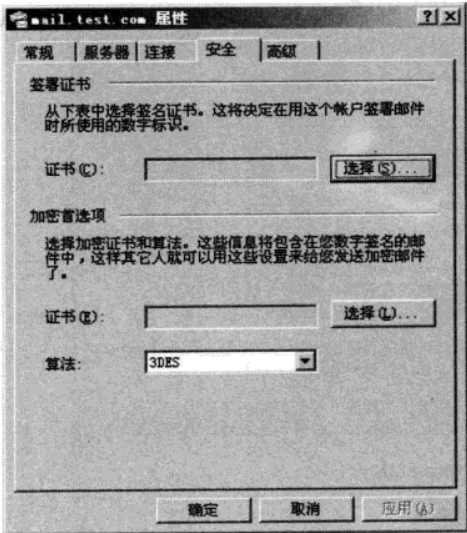 mail.test.com 属性
常规 服务器 连接 安全 高级
签署证书
从下表中选择签名证书。这将决定在用这个帐户签署邮件
时所使用的数字标识。
证书(C): 选择(S)...
加密首选项
选择加密证书和算法。这些信息将包含在您数字签名的邮
件中，这样其它人就可以用这些设置来给您发送加密邮件
了。
证书(E): 选择(L)...
算法: 3DES
确定 取消 应用(A)